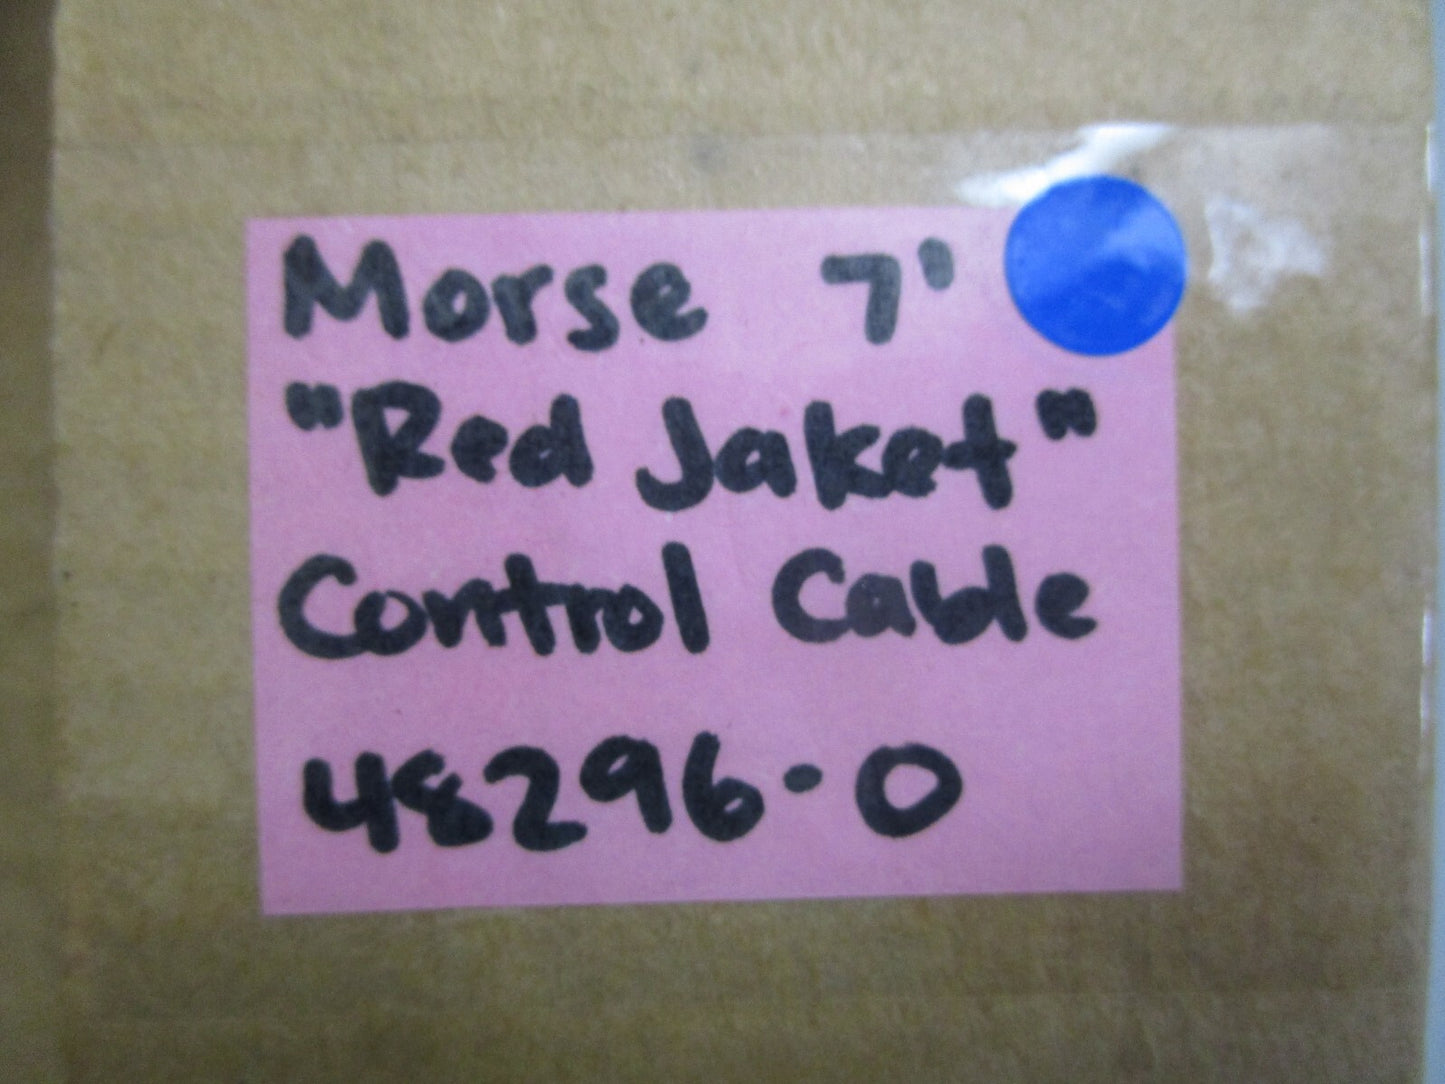 Morse 7'
"Red Jaket"
Control Cable
48296-0